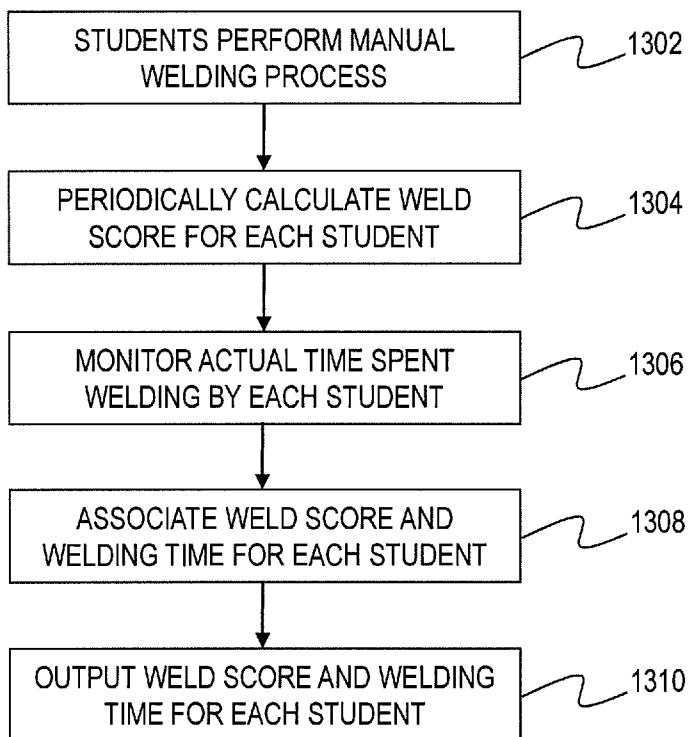 STUDENTS PERFORM MANUAL
WELDING PROCESS
1302
PERIODICALLY CALCULATE WELD
SCORE FOR EACH STUDENT
1304
MONITOR ACTUAL TIME SPENT
WELDING BY EACH STUDENT
1306
ASSOCIATE WELD SCORE AND
WELDING TIME FOR EACH STUDENT
1308
OUTPUT WELD SCORE AND WELDING
TIME FOR EACH STUDENT
1310